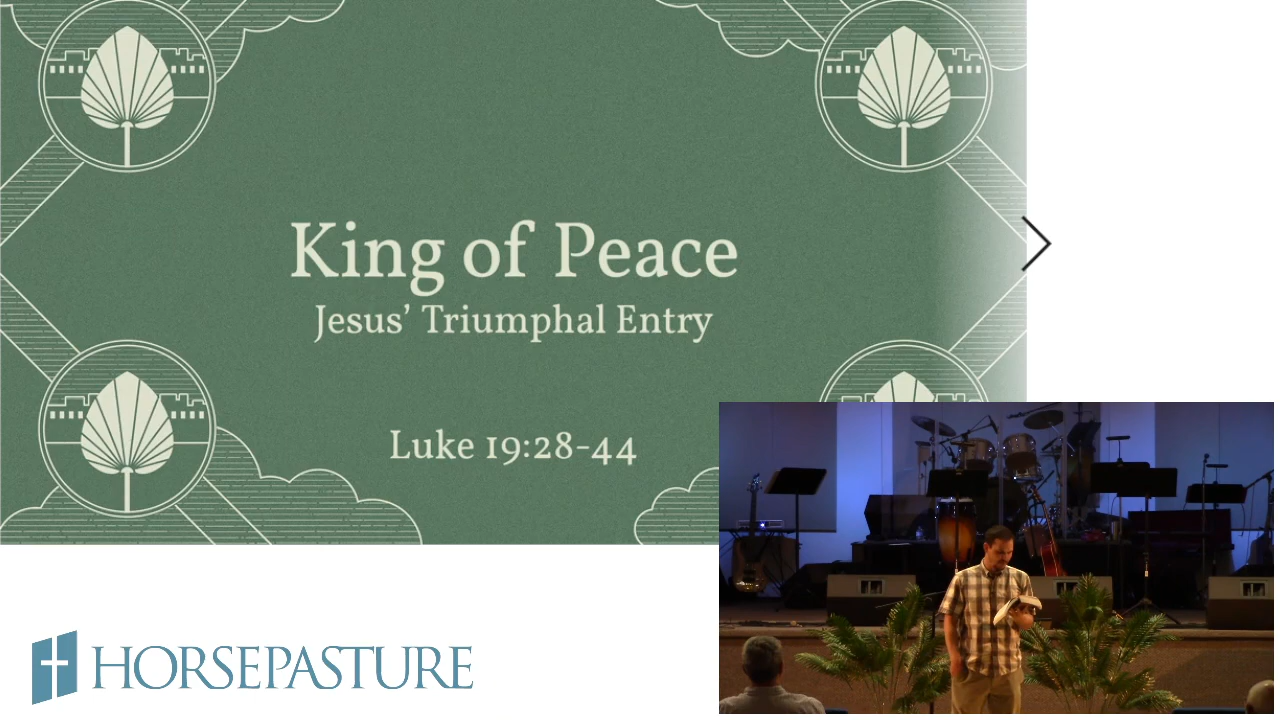 King of Peace
Jesus’ Triumphal Entry
Luke 19:28-44
HORSEPASTURE